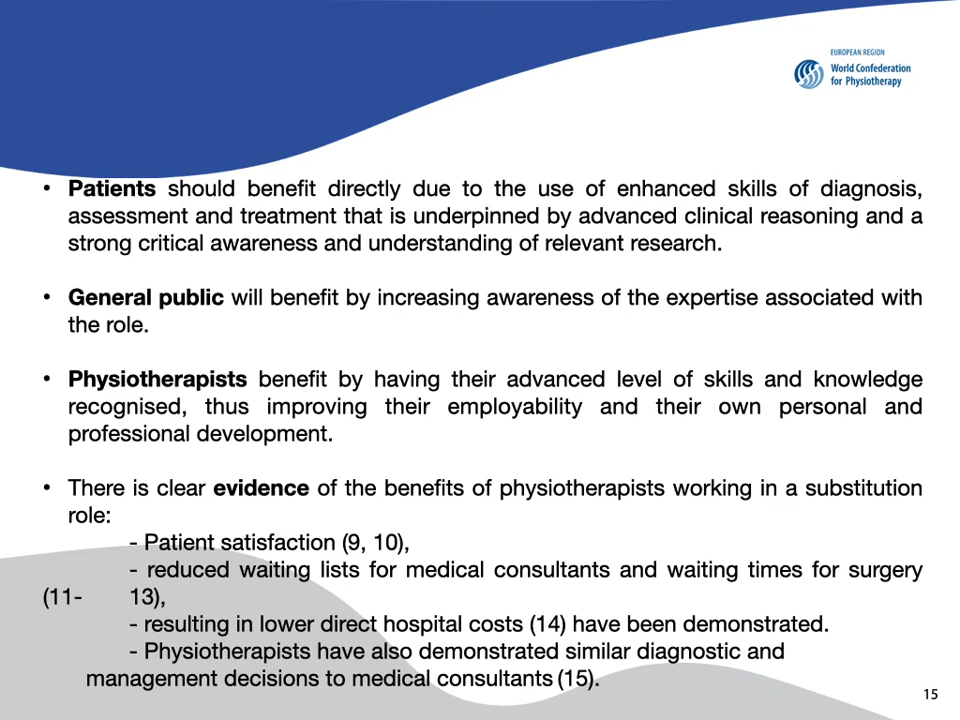 EUROPEAN REGION
World Confederation
for Physiotherapy
• Patients should benefit directly due to the use of enhanced skills of diagnosis,
assessment and treatment that is underpinned by advanced clinical reasoning and a
strong critical awareness and understanding of relevant research.
• General public will benefit by increasing awareness of the expertise associated with
the role.
• Physiotherapists benefit by having their advanced level of skills and knowledge
recognised, thus improving their employability and their own personal and
professional development.
• There is clear evidence of the benefits of physiotherapists working in a substitution
role:
- Patient satisfaction (9, 10),
- reduced waiting lists for medical consultants and waiting times for surgery
(11- 13),
- resulting in lower direct hospital costs (14) have been demonstrated.
- Physiotherapists have also demonstrated similar diagnostic and
management decisions to medical consultants (15).
15